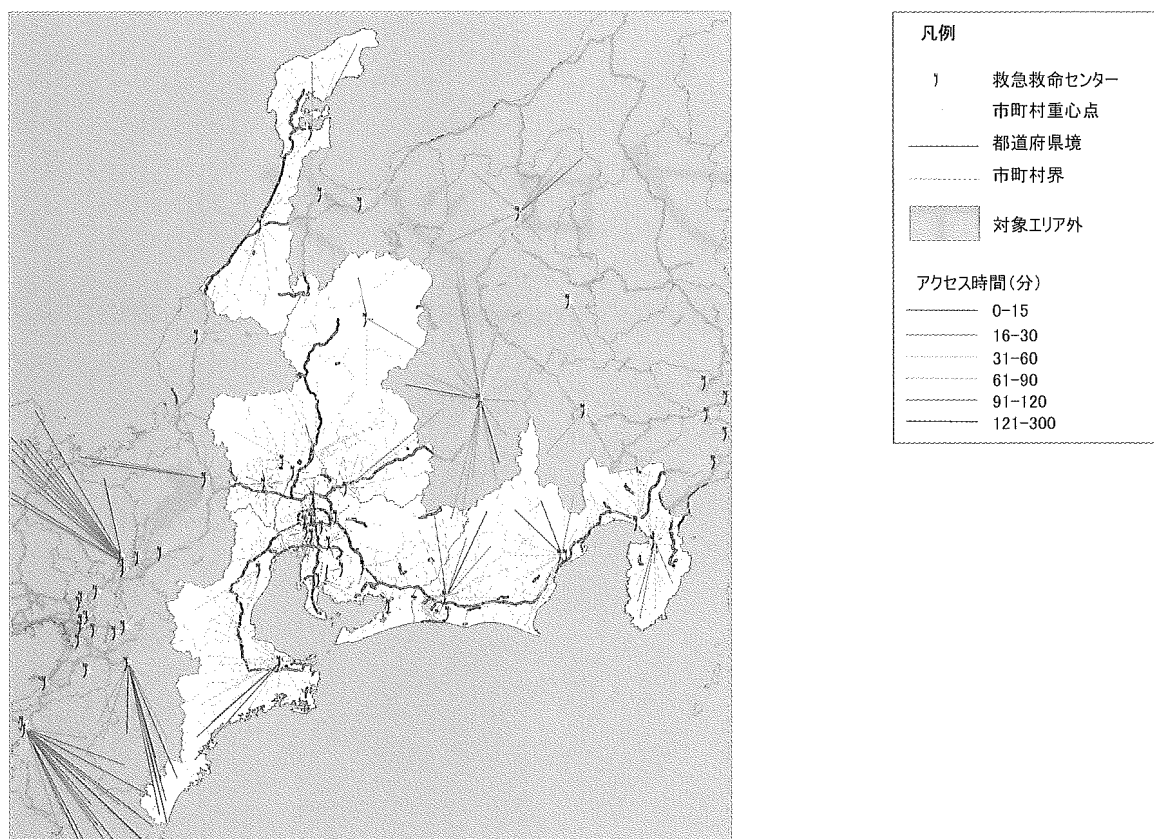 凡例
救急救命センター
市町村重心点
都道府県境
市町村界
対象エリア外
アクセス時間(分)
0-15
16-30
31-60
61-90
91-120
121-300